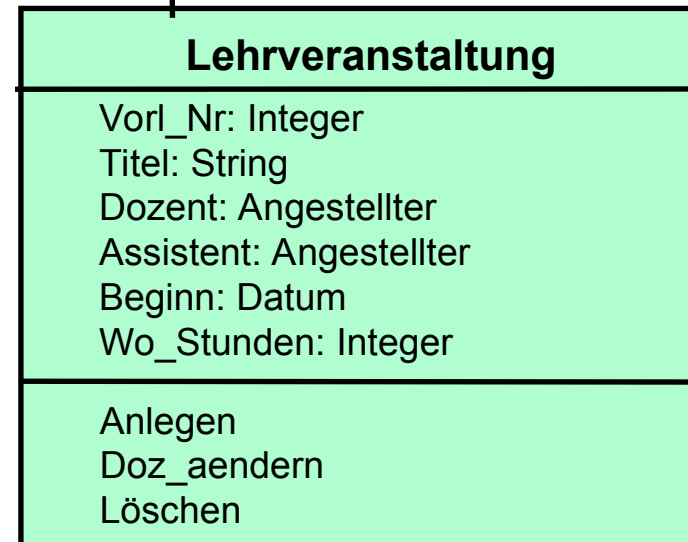 Lehrveranstaltung
Vorl_Nr: Integer
Titel: String
Dozent: Angestellter
Assistent: Angestellter
Beginn: Datum
Wo_Stunden: Integer
Anlegen
Doz_aendern
Löschen